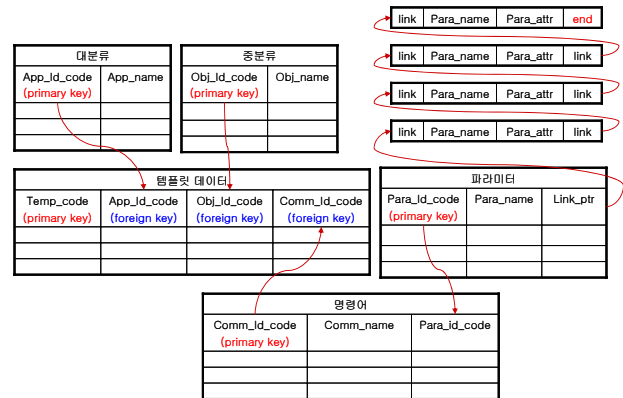 link Para_name Para_attr end
link Para_name Para_attr link
link Para_name Para_attr link
link Para_name Para_attr link
대분류
App_Id_code App_name
(primary key)
중분류
Obj_Id_code Obj_name
(primary key)
템플릿 데이터
Temp_code App_Id_code Obj_Id_code Comm_Id_code
(primary key) (foreign key) (foreign key) (foreign key)
파라미터
Para_Id_code Para_name Link_ptr
(primary key)
명령어
Comm_Id_code Comm_name Para_id_code
(primary key)